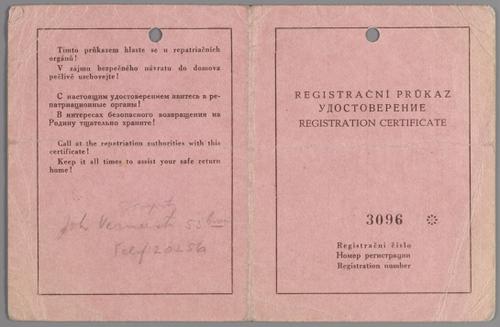 Tímto průkazem hlaste se u repatriačních
orgánů!
V zájmu bezpečného návratu do domova
pečlivě uschovejte!
С настоящим удостоверением явитесь в ре-
патриационные органы!
В интересах безопасного возвращения на
Родину тщательно храните!
Call at the repatriation authorities with this
certificate!
Keep it all times to assist your safe return
home!
Joh Vermeer
Telef: 20256
REGISTRAČNÍ PRŮKAZ
УДОСТОВЕРЕНИЕ
REGISTRATION CERTIFICATE
3096
Registrační číslo
Номер регистрации
Registration number